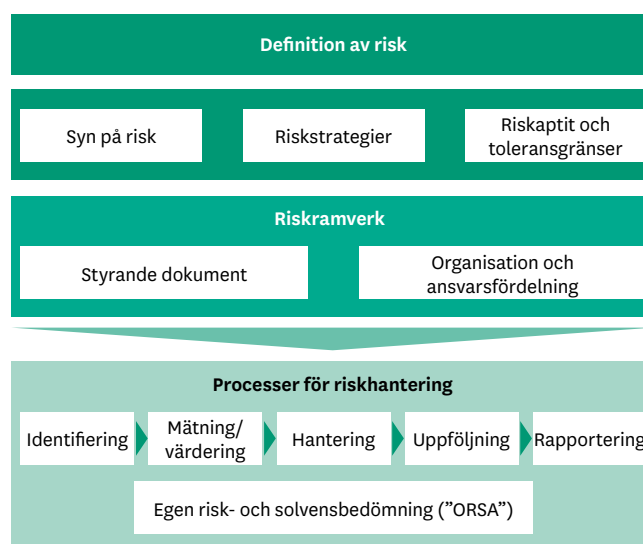 Definition av risk
Syn på risk
Riskstrategier
Riskaptit och
toleransgränser
Riskramverk
Styrande dokument
Organisation och
ansvarsfördelning
Processer för riskhantering
Identifiering
Mätning/
värdering
Hantering
Uppföljning
Rapportering
Egen risk- och solvensbedömning (”ORSA”)